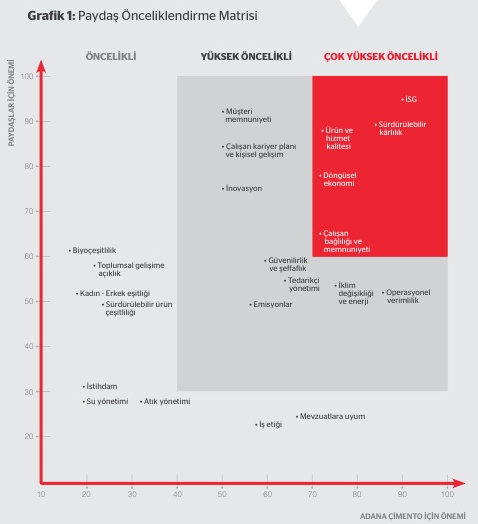 Grafik 1: Paydaş Önceliklendirme Matrisi
ÖNCELİKLİ
YÜKSEK ÖNCELİKLİ
ÇOK YÜKSEK ÖNCELİKLİ
PAYDAŞLAR İÇİN ÖNEMİ
100
90
80
70
60
50
40
30
20
• İSG
• Müşteri
memnuniyeti
• Ürün ve
hizmet
kalitesi
• Sürdürülebilir
kârlılık
• Çalışan kariyer planı
ve kişisel gelişim
• Döngüsel
ekonomi
• İnovasyon
• Çalışan
bağlılığı ve
memnuniyeti
• Biyoçeşitlilik
• Toplumsal gelişime
açıklık
• Güvenilirlik
ve şeffaflık
• Tedarikçi
yönetimi
• İklim
değişikliği
ve enerji
• Operasyonel
verimlilik
• Kadın - Erkek eşitliği
• Sürdürülebilir ürün
çeşitliliği
• Emisyonlar
• İstihdam
• Su yönetimi
• Atık yönetimi
• İş etiği
• Mevzuatlara uyum
10
20
30
40
50
60
70
80
90
100
ADANA ÇİMENTO İÇİN ÖNEMİ